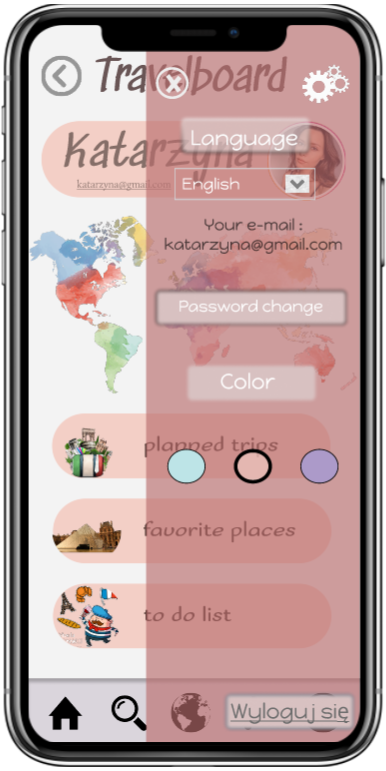 Travelboard
Katarzyna
katarzyna@gmail.com
Language
English
Your e-mail :
katarzyna@gmail.com
Password change
Color
planned trips
favorite places
to do list
Wyloguj się